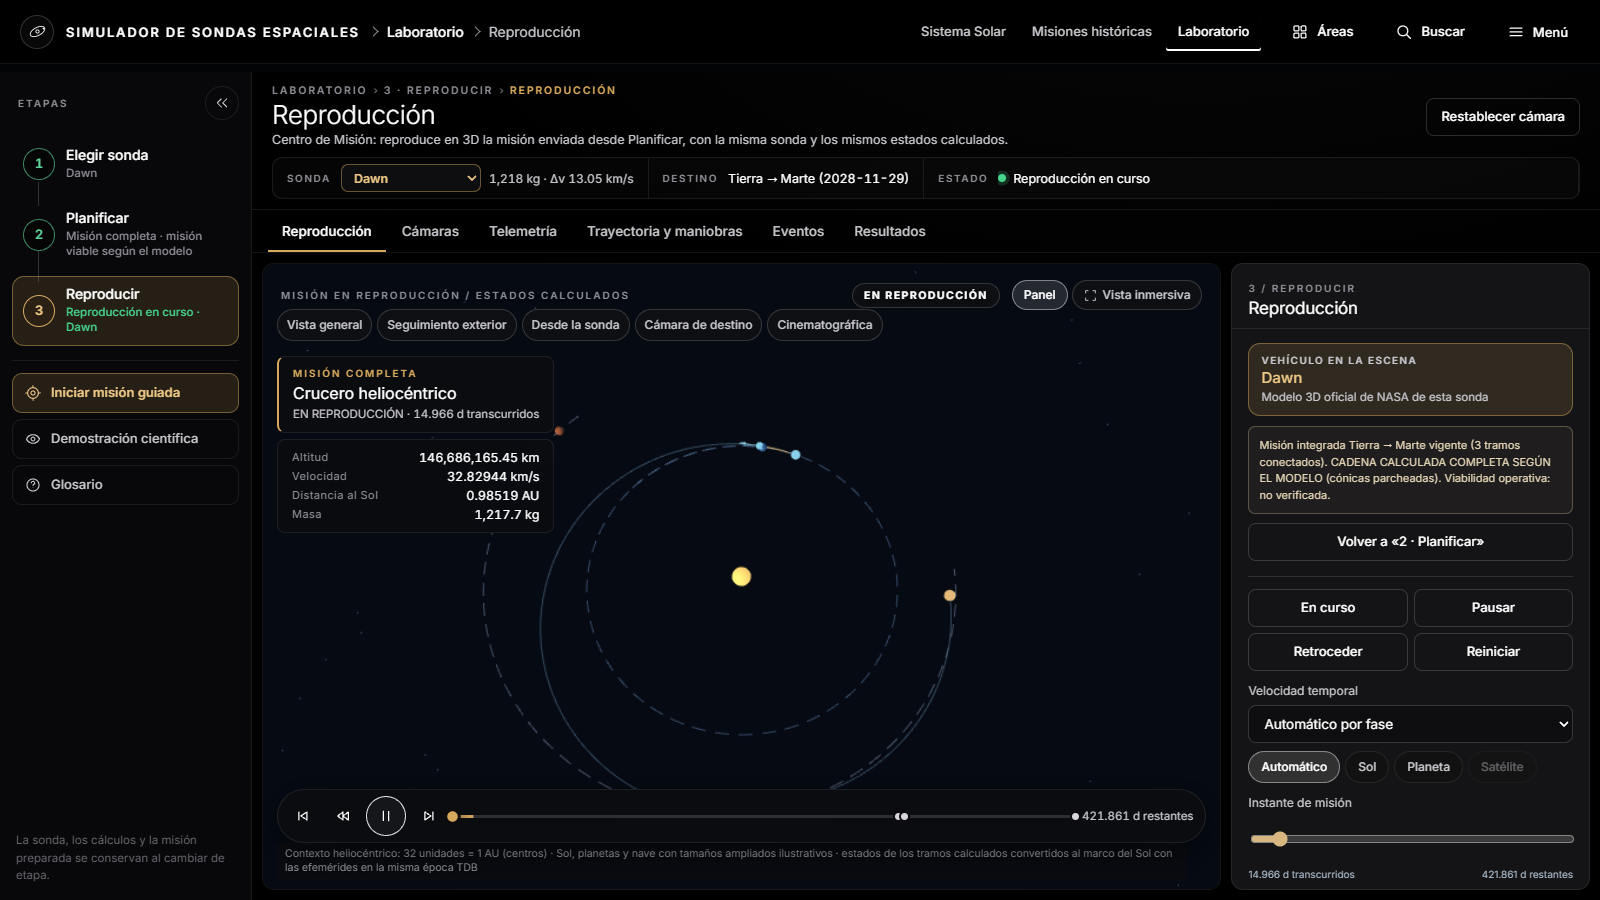 SIMULADOR DE SONDAS ESPACIALES > Laboratorio > Reproducción
Sistema Solar
Misiones históricas
Laboratorio
Áreas
Buscar
Menú
ETAPAS
1
Elegir sonda
Dawn
2
Planificar
Misión completa · misión
viable según el modelo
3
Reproducir
Reproducción en curso ·
Dawn
Iniciar misión guiada
Demostración científica
Glosario
La sonda, los cálculos y la misión
preparada se conservan al cambiar de
etapa.
LABORATORIO › 3 · REPRODUCIR › REPRODUCCIÓN
Reproducción
Centro de Misión: reproduce en 3D la misión enviada desde Planificar, con la misma sonda y los mismos estados calculados.
Restablecer cámara
SONDA
Dawn
1,218 kg · Δv 13.05 km/s
DESTINO
Tierra → Marte (2028-11-29)
ESTADO
Reproducción en curso
Reproducción
Cámaras
Telemetría
Trayectoria y maniobras
Eventos
Resultados
MISIÓN EN REPRODUCCIÓN / ESTADOS CALCULADOS
EN REPRODUCCIÓN
Panel
Vista inmersiva
Vista general
Seguimiento exterior
Desde la sonda
Cámara de destino
Cinematográfica
MISIÓN COMPLETA
Crucero heliocéntrico
EN REPRODUCCIÓN · 14.966 d transcurridos
Altitud 146,686,165.45 km
Velocidad 32.82944 km/s
Distancia al Sol 0.98519 AU
Masa 1,217.7 kg
421.861 d restantes
Contexto heliocéntrico: 32 unidades = 1 AU (centros) · Sol, planetas y nave con tamaños ampliados ilustrativos · estados de los tramos calculados convertidos al marco del Sol con
las efemérides en la misma época TDB
3 / REPRODUCIR
Reproducción
VEHÍCULO EN LA ESCENA
Dawn
Modelo 3D oficial de NASA de esta sonda
Misión integrada Tierra → Marte vigente (3 tramos
conectados). CADENA CALCULADA COMPLETA SEGÚN
EL MODELO (cónicas parcheadas). Viabilidad operativa:
no verificada.
Volver a «2 · Planificar»
En curso
Pausar
Retroceder
Reiniciar
Velocidad temporal
Automático por fase
Automático
Sol
Planeta
Satélite
Instante de misión
14.966 d transcurridos
421.861 d restantes